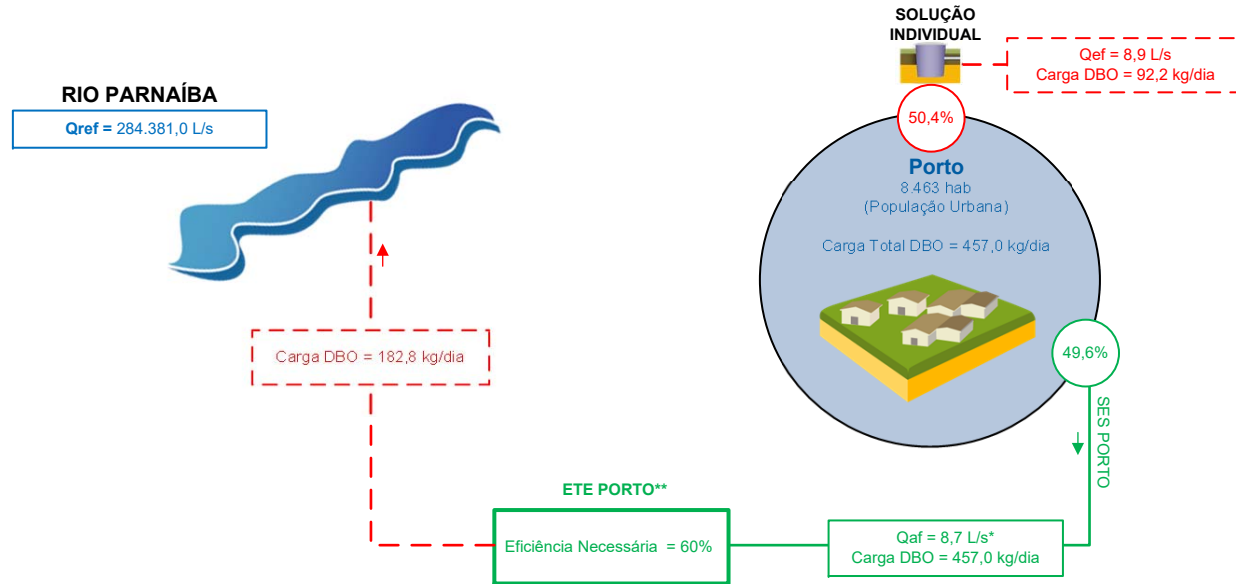 SOLUÇÃO
INDIVIDUAL
Qef = 8,9 L/s
Carga DBO = 92,2 kg/dia
RIO PARNAÍBA
Qref = 284.381,0 L/s
50,4%
Porto
8.463 hab
(População Urbana)
Carga Total DBO = 457,0 kg/dia
Carga DBO = 182,8 kg/dia
49,6%
SES PORTO
ETE PORTO**
Eficiência Necessária = 60%
Qaf = 8,7 L/s*
Carga DBO = 457,0 kg/dia